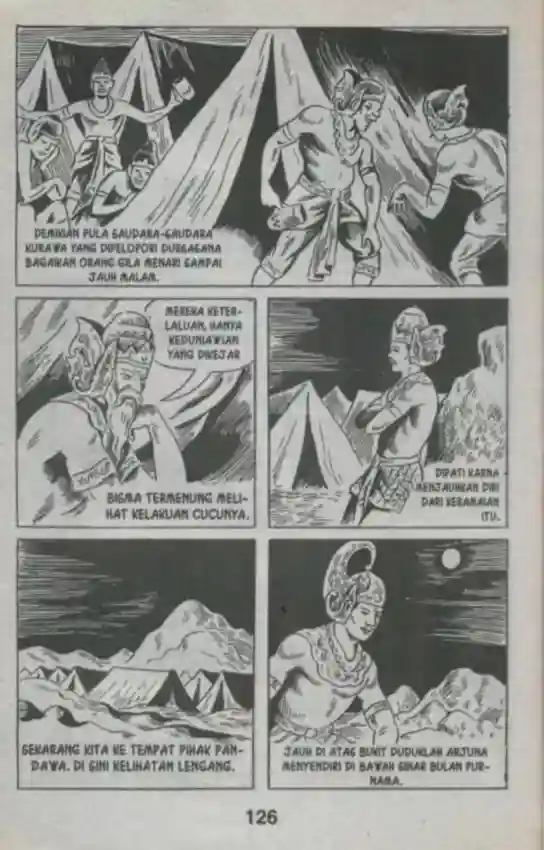 DEMIKIAN PULA SAUDARA-SAUDARA
KURAWA YANG DIPELOPORI DURSASANA
BAGAIKAN ORANG GILA MENARI SAMPAI
JAUH MALAM.
MEREKA KETER-
LALUAN, HANYA
KEDUNIAWIAN
YANG DIKEJAR
BISMA TERMENUNG MELI-
HAT KELAKUAN CUCUNYA.
DIPATI KARNA
MENJAUHKAN DIRI
DARI KERAMAIAN
ITU.
SEKARANG KITA KE TEMPAT PIHAK PAN-
DAWA. DI SINI KELIHATAN LENGANG.
JAUH DI ATAS BUKIT DUDUKLAH ARJUNA
MENYENDIRI DI BAWAH SINAR BULAN PUR-
NAMA.
126